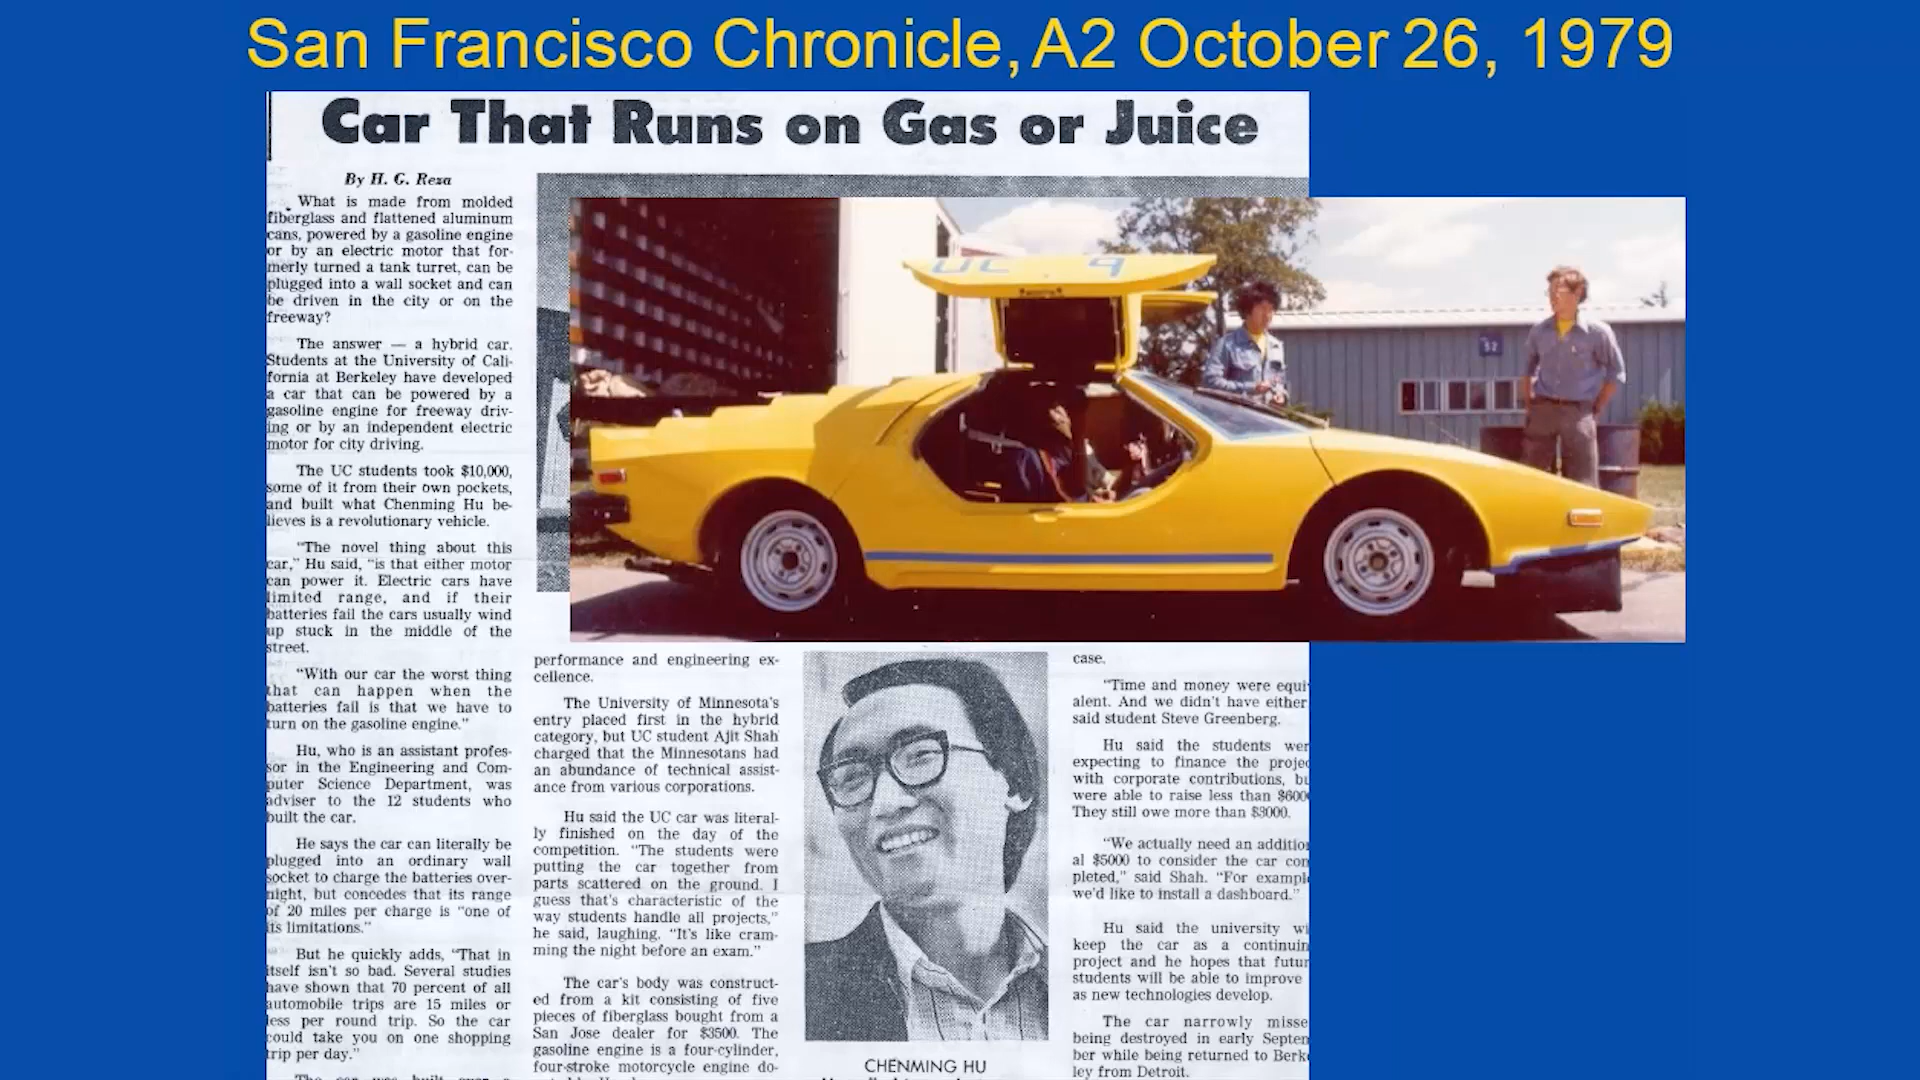 San Francisco Chronicle, A2 October 26, 1979
Car That Runs on Gas or Juice
By H. G. Reza
What is made from molded
fiberglass and flattened aluminum
cans, powered by a gasoline engine
or by an electric motor that for-
merly turned a tank turret, can be
plugged into a wall socket and can
be driven in the city or on the
freeway?
The answer — a hybrid car.
Students at the University of Cali-
fornia at Berkeley have developed
a car that can be powered by a
gasoline engine for freeway driv-
ing or by an independent electric
motor for city driving.
The UC students took $10,000,
some of it from their own pockets,
and built what Chenming Hu be-
lieves is a revolutionary vehicle.
"The novel thing about this
car," Hu said, "is that either motor
can power it. Electric cars have
limited range, and if their
batteries fail the cars usually wind
up stuck in the middle of the
street.
"With our car the worst thing
that can happen when the
batteries fail is that we have to
turn on the gasoline engine."
Hu, who is an assistant profes-
sor in the Engineering and Com-
puter Science Department, was
adviser to the 12 students who
built the car.
He says the car can literally be
plugged into an ordinary wall
socket to charge the batteries over-
night, but concedes that its range
of 20 miles per charge is "one of
its limitations."
But he quickly adds, "That in
itself isn't so bad. Several studies
have shown that 70 percent of all
automobile trips are 15 miles or
less per round trip. So the car
could take you on one shopping
trip per day."
The car was built over a
UC 9
52
performance and engineering ex-
cellence.
The University of Minnesota's
entry placed first in the hybrid
category, but UC student Ajit Shah
charged that the Minnesotans had
an abundance of technical assist-
ance from various corporations.
Hu said the UC car was literal-
ly finished on the day of the
competition. "The students were
putting the car together from
parts scattered on the ground. I
guess that's characteristic of the
way students handle all projects,"
he said, laughing. "It's like cram-
ming the night before an exam."
The car's body was construct-
ed from a kit consisting of five
pieces of fiberglass bought from a
San Jose dealer for $3500. The
gasoline engine is a four-cylinder,
four-stroke motorcycle engine do-
CHENMING HU
case.
"Time and money were equi
alent. And we didn't have either
said student Steve Greenberg.
Hu said the students wer
expecting to finance the projec
with corporate contributions, bu
were able to raise less than $600
They still owe more than $3000.
"We actually need an additio
al $5000 to consider the car com
pleted," said Shah. "For exampl
we'd like to install a dashboard."
Hu said the university wi
keep the car as a continuin
project and he hopes that futur
students will be able to improve
as new technologies develop.
The car narrowly misse
being destroyed in early Septem
ber while being returned to Berk
ley from Detroit.